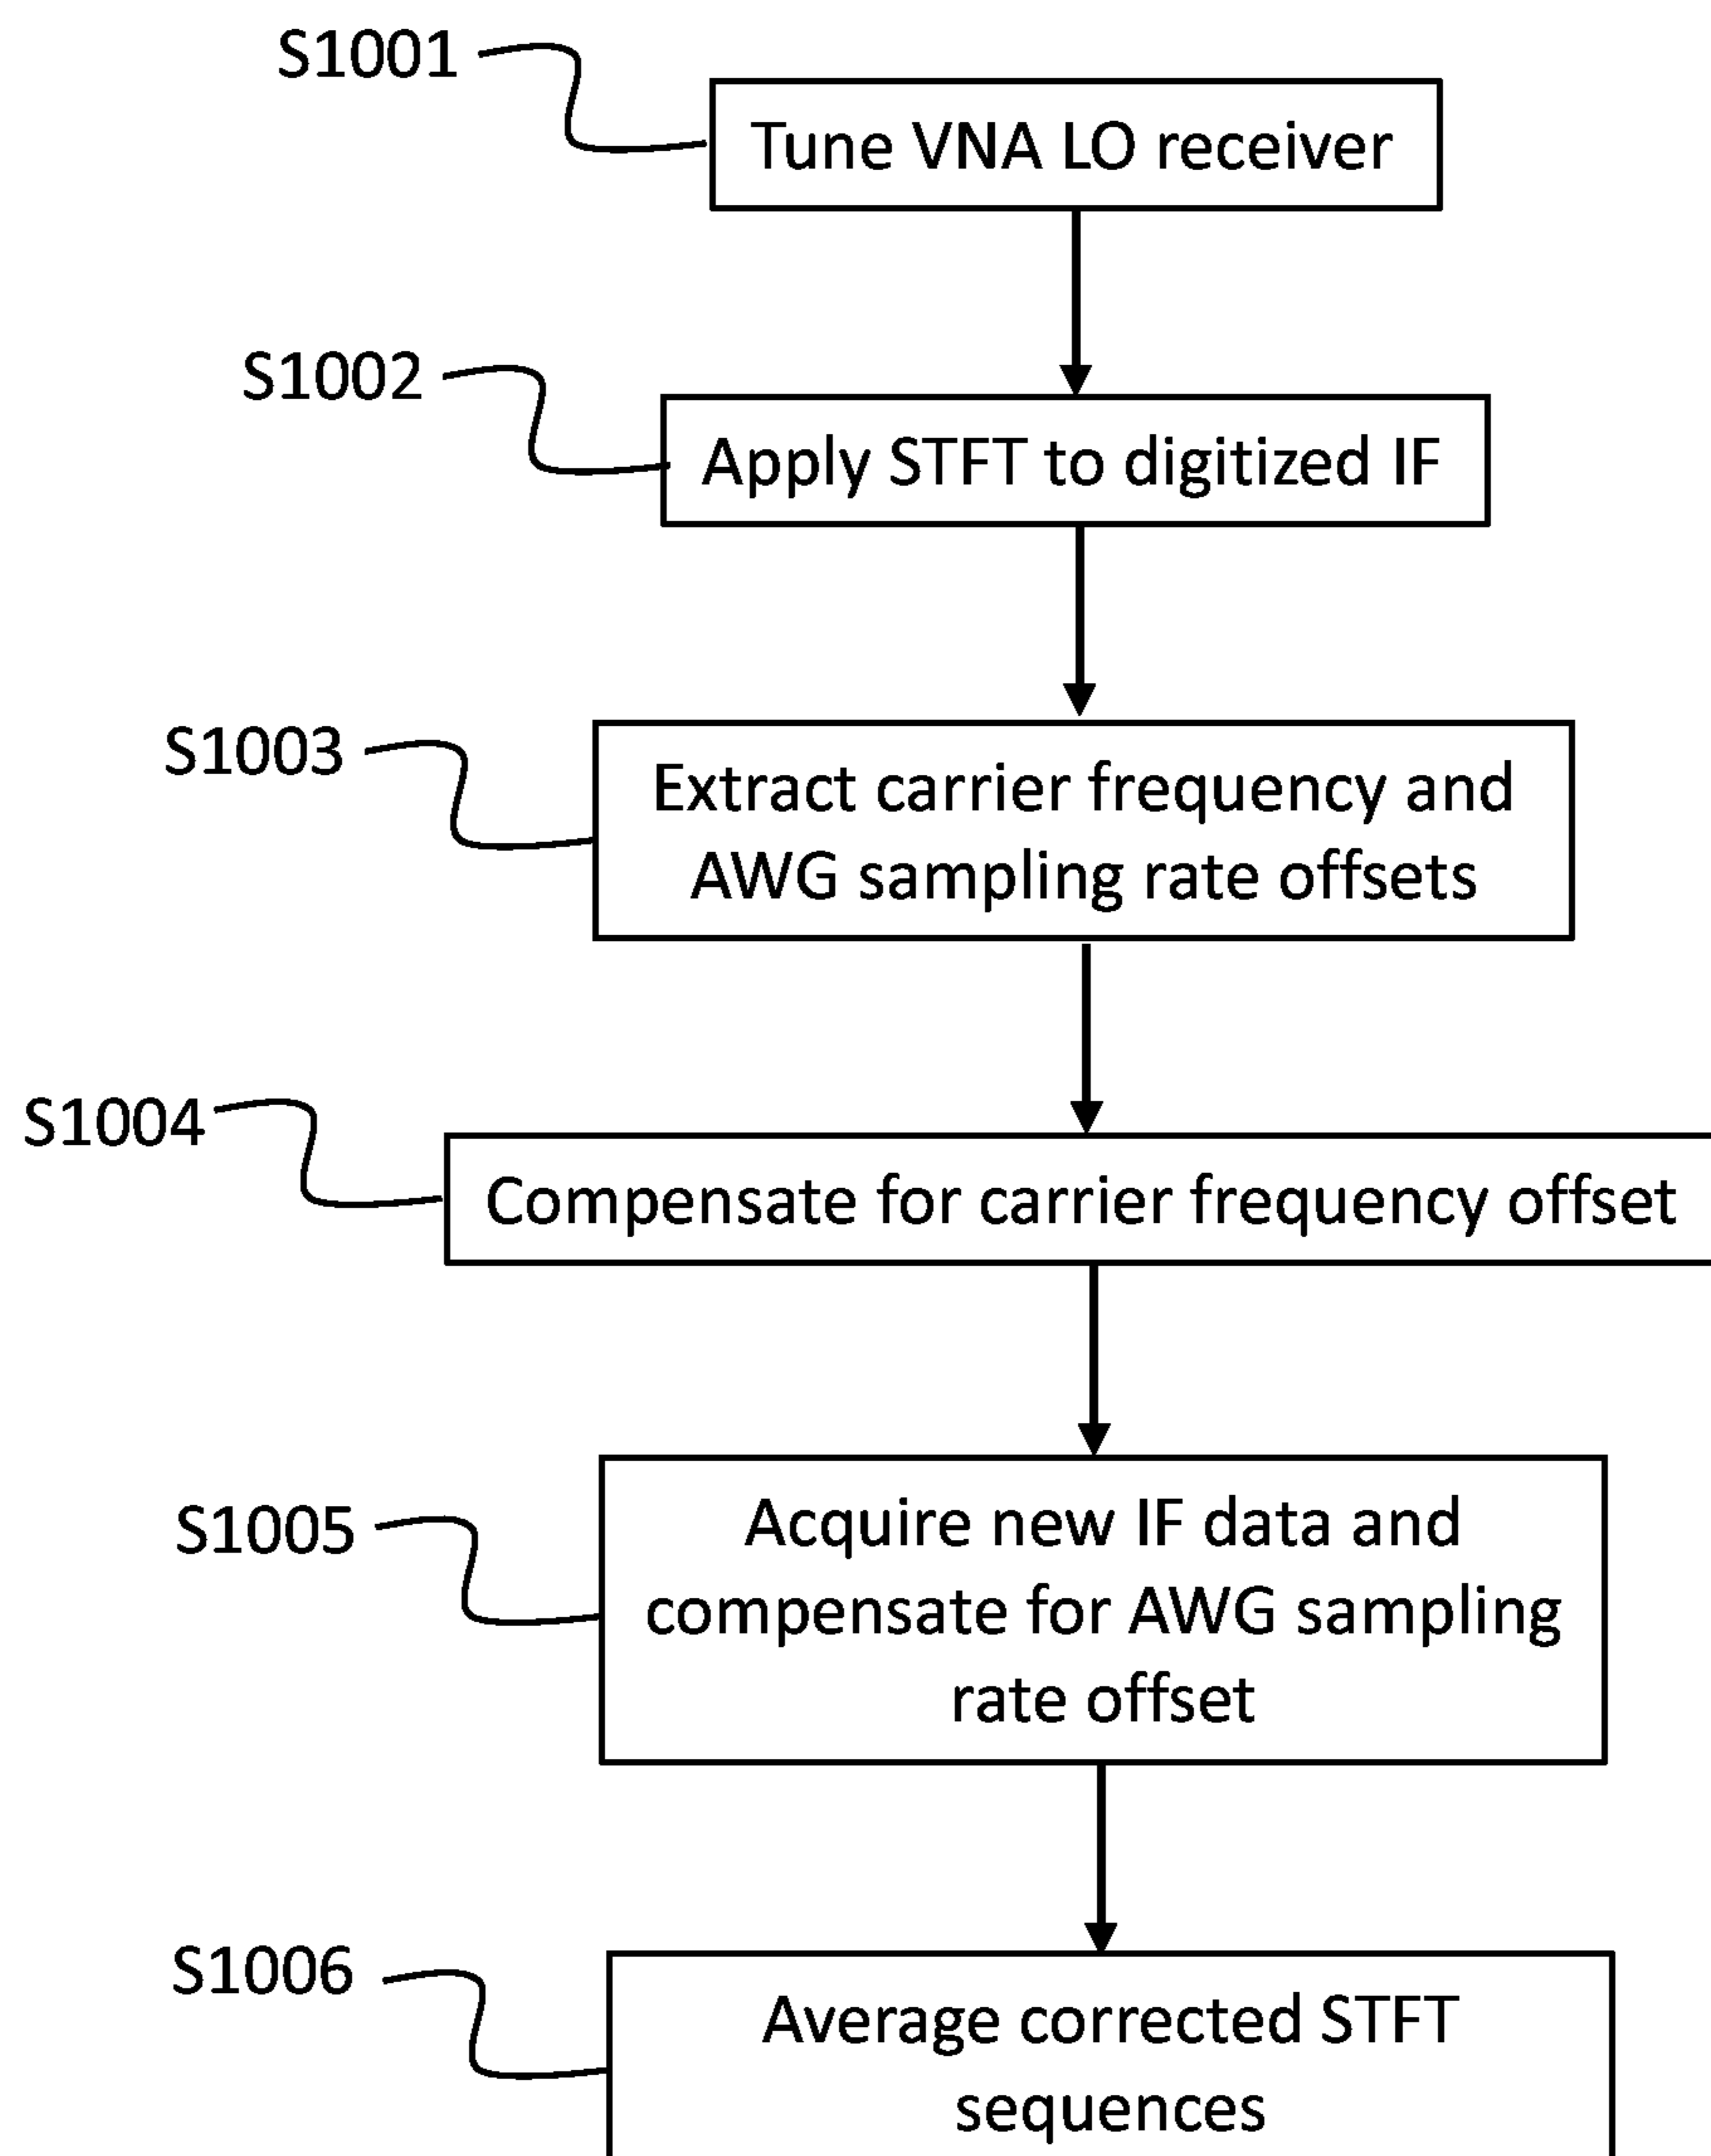 S1001
Tune VNA LO receiver
S1002
Apply STFT to digitized IF
S1003
Extract carrier frequency and
AWG sampling rate offsets
S1004
Compensate for carrier frequency offset
S1005
Acquire new IF data and
compensate for AWG sampling
rate offset
S1006
Average corrected STFT
sequences